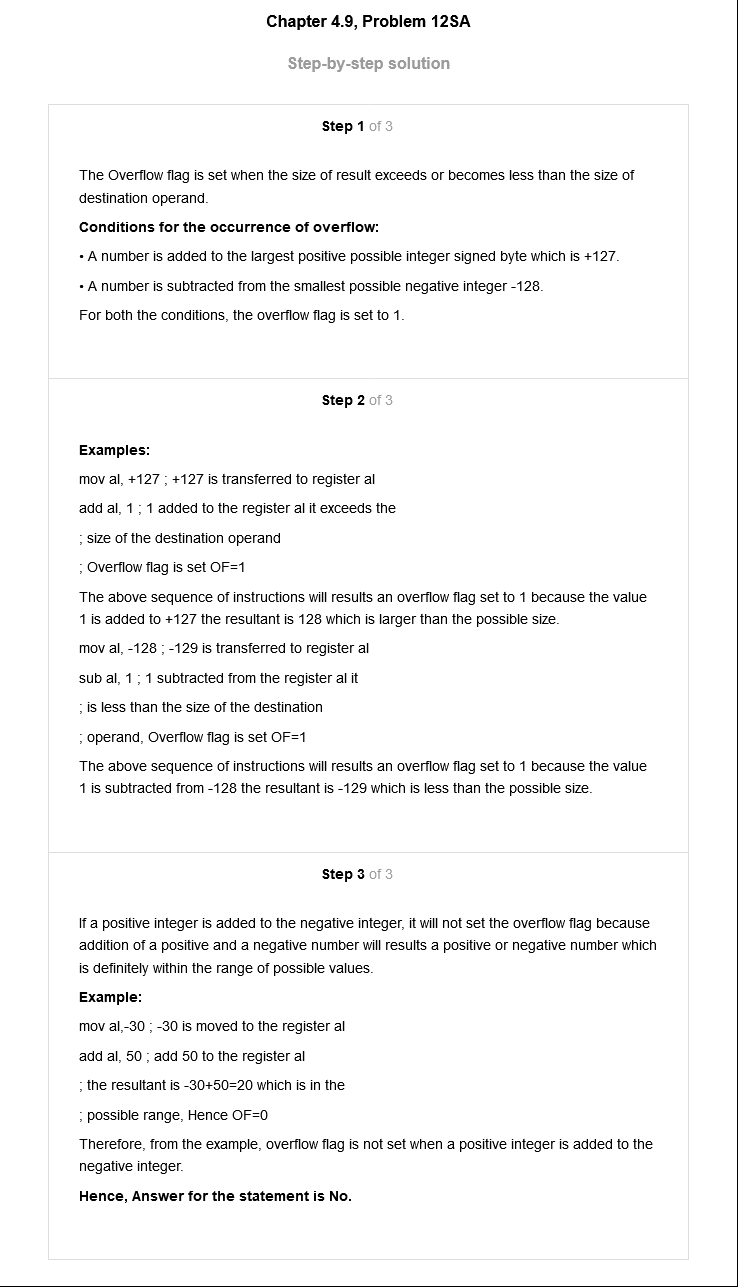 Chapter 4.9, Problem 12SA
Step-by-step solution
Step 1 of 3
The Overflow flag is set when the size of result exceeds or becomes less than the size of
destination operand.
Conditions for the occurrence of overflow:
• A number is added to the largest positive possible integer signed byte which is +127.
• A number is subtracted from the smallest possible negative integer -128.
For both the conditions, the overflow flag is set to 1.
Step 2 of 3
Examples:
mov al, +127 ; +127 is transferred to register al
add al, 1 ; 1 added to the register al it exceeds the
; size of the destination operand
; Overflow flag is set OF=1
The above sequence of instructions will results an overflow flag set to 1 because the value
1 is added to +127 the resultant is 128 which is larger than the possible size.
mov al, -128 ; -129 is transferred to register al
sub al, 1 ; 1 subtracted from the register al it
; is less than the size of the destination
; operand, Overflow flag is set OF=1
The above sequence of instructions will results an overflow flag set to 1 because the value
1 is subtracted from -128 the resultant is -129 which is less than the possible size.
Step 3 of 3
If a positive integer is added to the negative integer, it will not set the overflow flag because
addition of a positive and a negative number will results a positive or negative number which
is definitely within the range of possible values.
Example:
mov al,-30 ; -30 is moved to the register al
add al, 50 ; add 50 to the register al
; the resultant is -30+50=20 which is in the
; possible range, Hence OF=0
Therefore, from the example, overflow flag is not set when a positive integer is added to the
negative integer.
Hence, Answer for the statement is No.